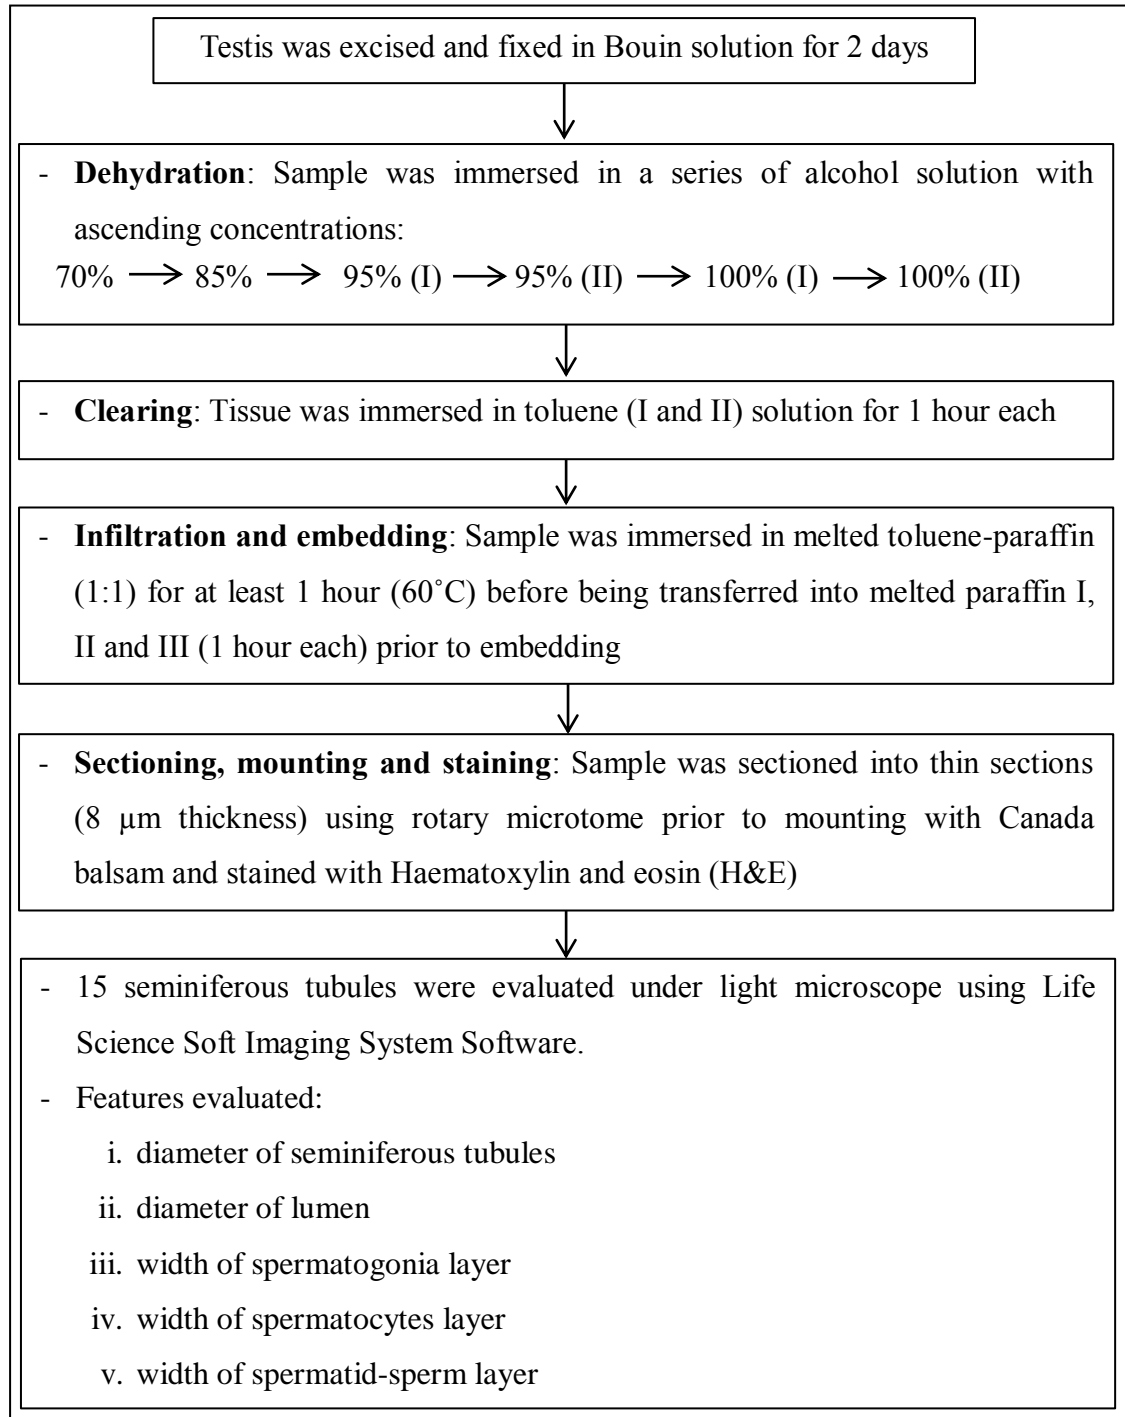 Testis was excised and fixed in Bouin solution for 2 days
- Dehydration: Sample was immersed in a series of alcohol solution with
ascending concentrations:
70% → 85% → 95% (I) → 95% (II) → 100% (I) → 100% (II)
- Clearing: Tissue was immersed in toluene (I and II) solution for 1 hour each
- Infiltration and embedding: Sample was immersed in melted toluene-paraffin
(1:1) for at least 1 hour (60˚C) before being transferred into melted paraffin I,
II and III (1 hour each) prior to embedding
- Sectioning, mounting and staining: Sample was sectioned into thin sections
(8 µm thickness) using rotary microtome prior to mounting with Canada
balsam and stained with Haematoxylin and eosin (H&E)
- 15 seminiferous tubules were evaluated under light microscope using Life
Science Soft Imaging System Software.
- Features evaluated:
i. diameter of seminiferous tubules
ii. diameter of lumen
iii. width of spermatogonia layer
iv. width of spermatocytes layer
v. width of spermatid-sperm layer